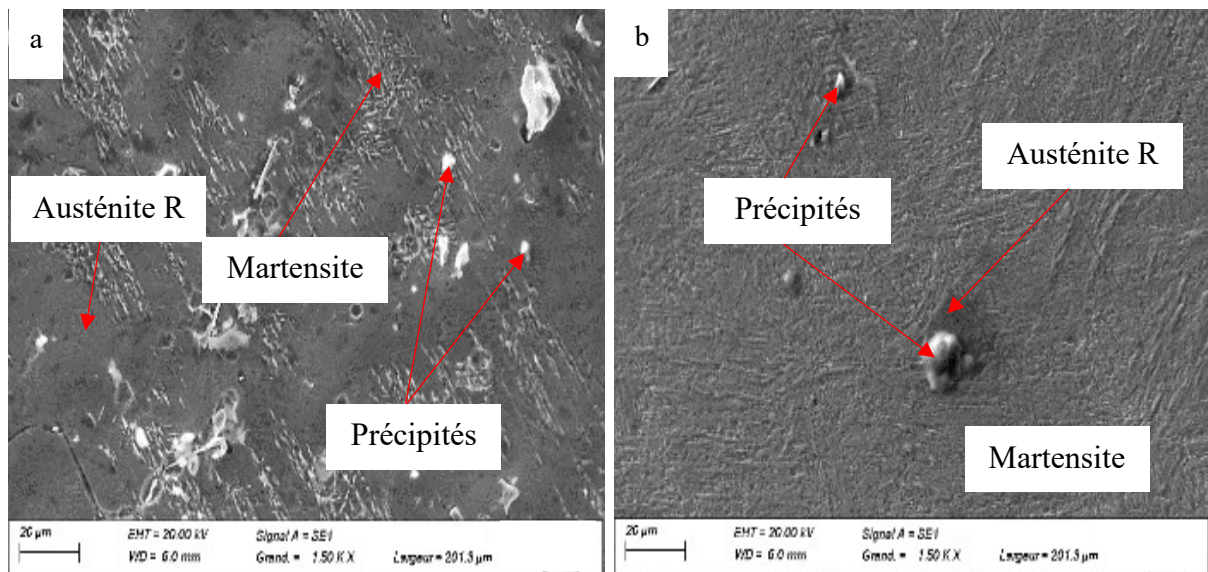 a
Austénite R
Martensite
Précipités
20 µm
EHT = 20.00 kV
Signal A = SE1
WD = 6.0 mm
Grand. = 1.50 K X
Largeur = 201.3 µm
b
Austénite R
Précipités
Martensite
20 µm
EHT = 20.00 kV
Signal A = SE1
WD = 6.0 mm
Grand. = 1.50 K X
Largeur = 201.3 µm